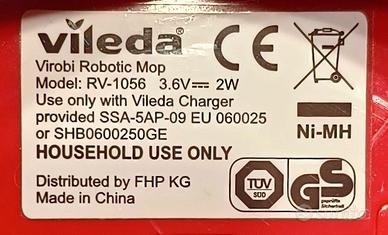 vileda®
CE
Virobi Robotic Mop
Model: RV-1056 3.6V⎓ 2W
Use only with Vileda Charger
provided SSA-5AP-09 EU 060025
or SHB0600250GE
Ni-MH
HOUSEHOLD USE ONLY
Distributed by FHP KG
Made in China
TÜV
SÜD
GS
geprüfte
Sicherheit